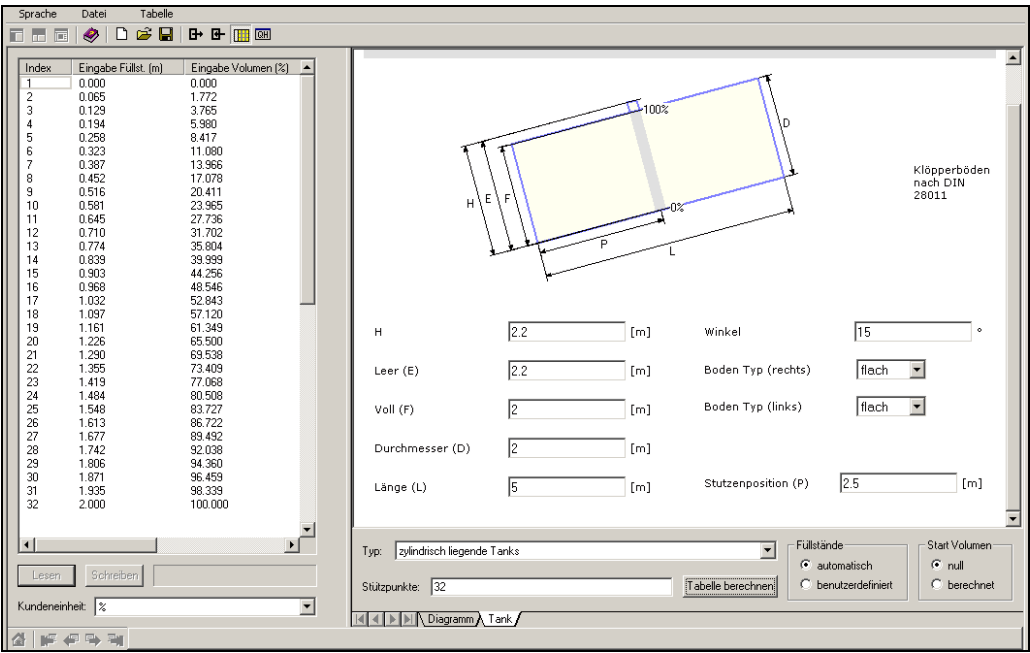 Sprache Datei Tabelle
QH
Index Eingabe Füllst. (m) Eingabe Volumen (%)
1 0.000 0.000
2 0.065 1.772
3 0.129 3.765
4 0.194 5.980
5 0.258 8.417
6 0.323 11.080
7 0.387 13.966
8 0.452 17.078
9 0.516 20.411
10 0.581 23.965
11 0.645 27.736
12 0.710 31.702
13 0.774 35.804
14 0.839 39.999
15 0.903 44.256
16 0.968 48.546
17 1.032 52.843
18 1.097 57.120
19 1.161 61.349
20 1.226 65.500
21 1.290 69.538
22 1.355 73.409
23 1.419 77.068
24 1.484 80.508
25 1.548 83.727
26 1.613 86.722
27 1.677 89.492
28 1.742 92.038
29 1.806 94.360
30 1.871 96.459
31 1.935 98.339
32 2.000 100.000
Lesen Schreiben
Kundeneinheit: %
100%
D
H E F
0%
P
L
Klöpperböden
nach DIN
28011
H 2.2 [m] Winkel 15 °
Leer (E) 2.2 [m] Boden Typ (rechts) flach
Voll (F) 2 [m] Boden Typ (links) flach
Durchmesser (D) 2 [m]
Länge (L) 5 [m] Stutzenposition (P) 2.5 [m]
Typ: zylindrisch liegende Tanks
Stützpunkte: 32 Tabelle berechnen
Füllstände
automatisch
benutzerdefiniert
Start Volumen
null
berechnet
Diagramm Tank